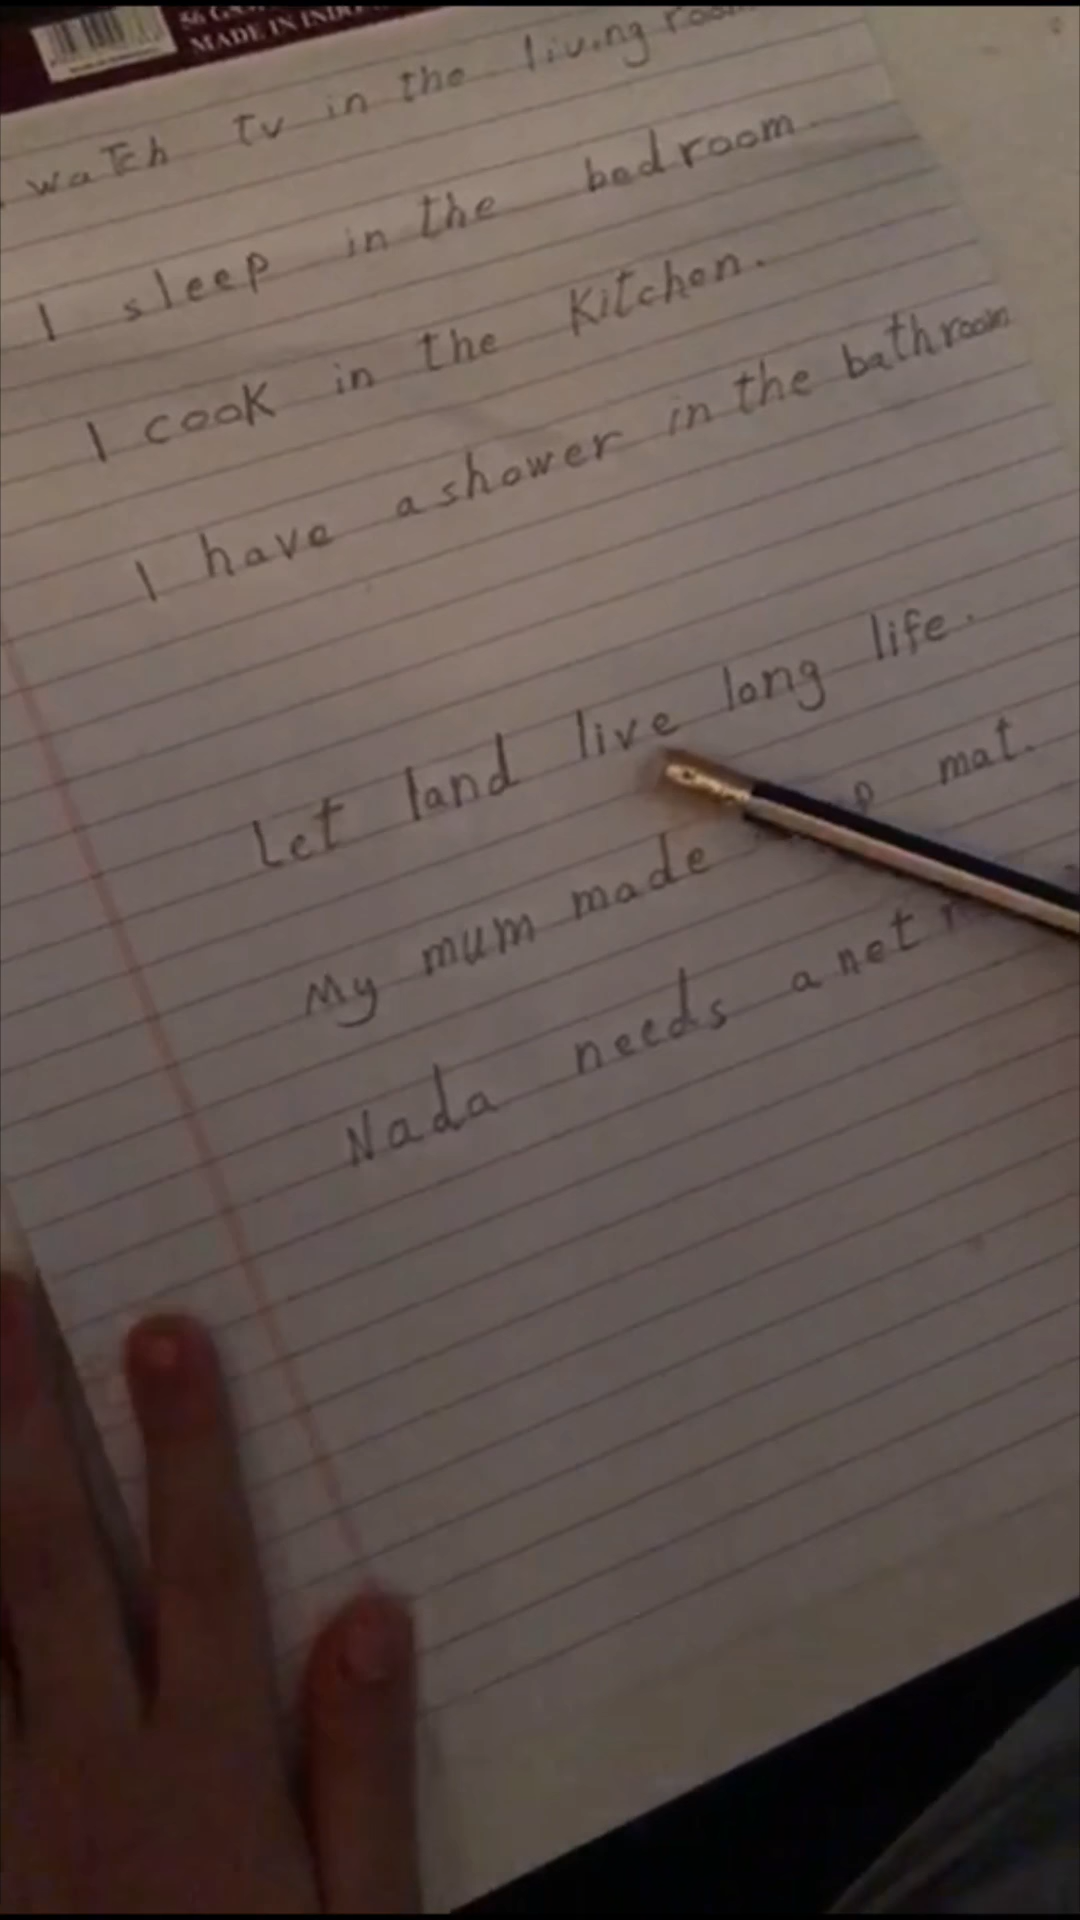 MADE IN
watch Tv in the living room
I sleep in the bedroom
I cook in the Kitchen.
I have a shower in the bathroom
Let land live long life.
My mum made mat.
Nada needs a net